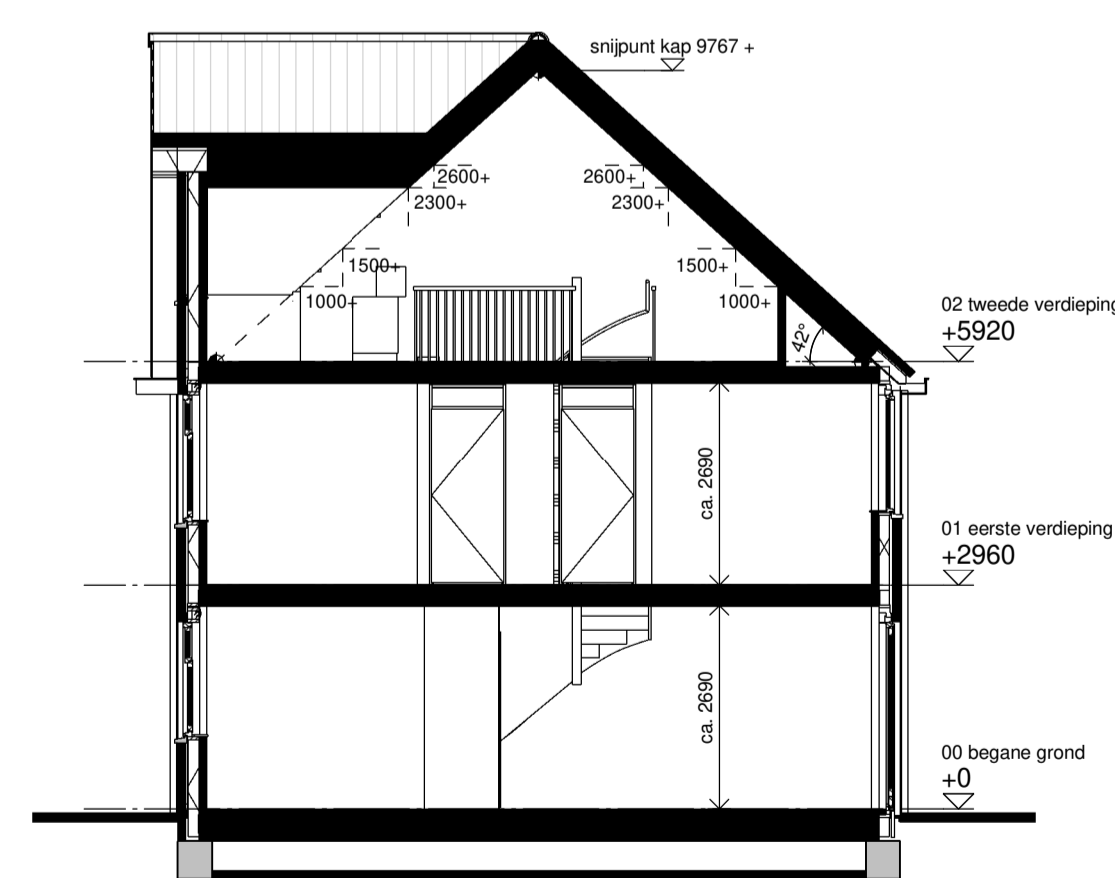 snijpunt kap 9767 +
2600+
2600+
2300+
2300+
1500+
1500+
1000+
1000+
42°
02 tweede verdieping
+5920
ca. 2690
01 eerste verdieping
+2960
ca. 2690
00 begane grond
+0